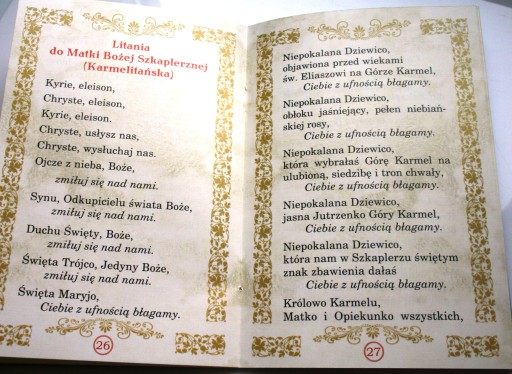 Litania
do Matki Bożej Szkaplerznej
(Karmelitańska)
Kyrie, eleison,
Chryste, eleison,
Kyrie, eleison.
Chryste, usłysz nas,
Chryste, wysłuchaj nas.
Ojcze z nieba, Boże,
zmiłuj się nad nami.
Synu, Odkupicielu świata Boże,
zmiłuj się nad nami.
Duchu Święty, Boże,
zmiłuj się nad nami.
Święta Trójco, Jedyny Boże,
zmiłuj się nad nami.
Święta Maryjo,
Ciebie z ufnością błagamy.
26
Niepokalana Dziewico,
objawiona przed wiekami
św. Eliaszowi na Górze Karmel,
Ciebie z ufnością błagamy.
Niepokalana Dziewico,
obłoku jaśniejący, pełen niebiań-
skiej rosy,
Ciebie z ufnością błagamy.
Niepokalana Dziewico,
która wybrałaś Górę Karmel na
ulubioną, siedzibę i tron chwały,
Ciebie z ufnością błagamy.
Niepokalana Dziewico,
jasna Jutrzenko Góry Karmel,
Ciebie z ufnością błagamy.
Niepokalana Dziewico,
która nam w Szkaplerzu świętym
znak zbawienia dałaś
Ciebie z ufnością błagamy.
Królowo Karmelu,
Matko i Opiekunko wszystkich,
27